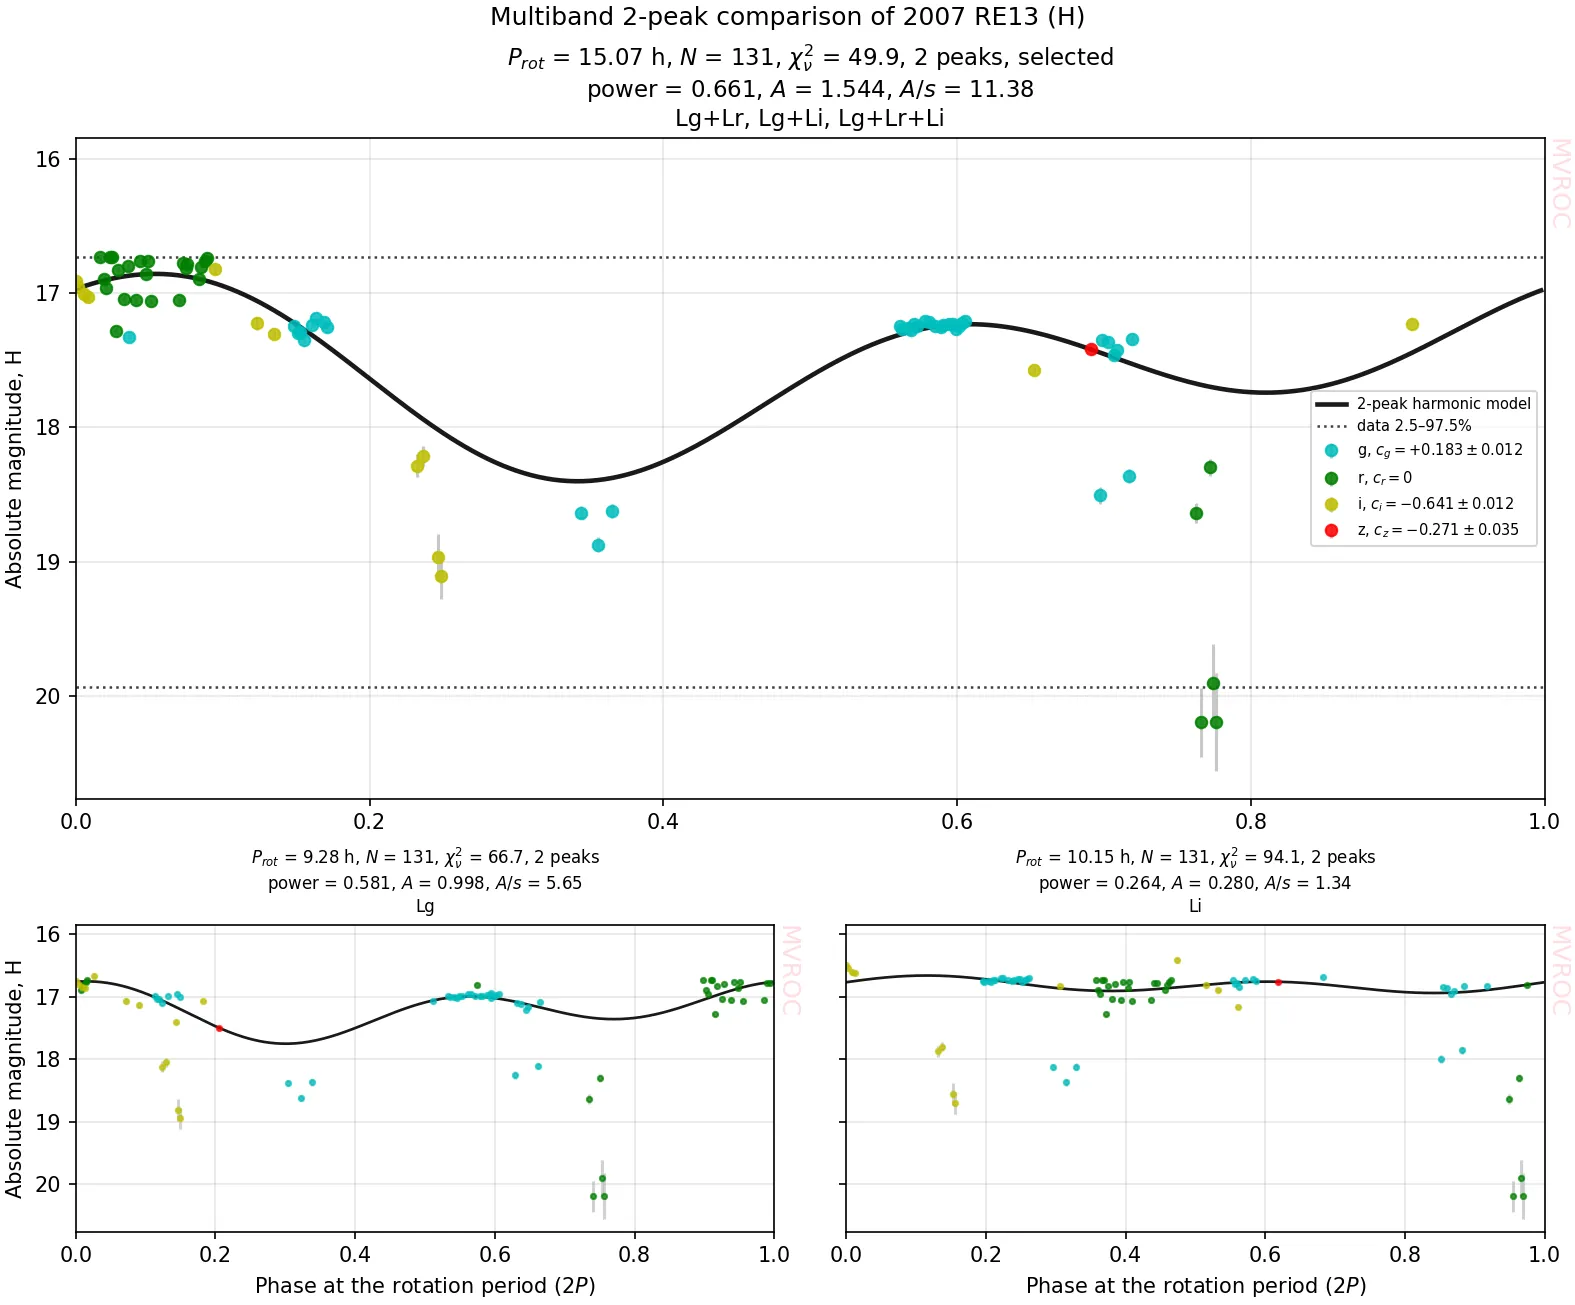 Multiband 2-peak comparison of 2007 RE13 (H)
P_rot = 15.07 h, N = 131, χ²_ν = 49.9, 2 peaks, selected
power = 0.661, A = 1.544, A/s = 11.38
Lg+Lr, Lg+Li, Lg+Lr+Li
MVROC
Absolute magnitude, H
16
17
18
19
20
2-peak harmonic model
data 2.5–97.5%
g, c_g = +0.183 ± 0.012
r, c_r = 0
i, c_i = −0.641 ± 0.012
z, c_z = −0.271 ± 0.035
0.0 0.2 0.4 0.6 0.8 1.0
P_rot = 9.28 h, N = 131, χ²_ν = 66.7, 2 peaks
power = 0.581, A = 0.998, A/s = 5.65
Lg
MVROC
Absolute magnitude, H
16
17
18
19
20
0.0 0.2 0.4 0.6 0.8 1.0
Phase at the rotation period (2P)
P_rot = 10.15 h, N = 131, χ²_ν = 94.1, 2 peaks
power = 0.264, A = 0.280, A/s = 1.34
Li
MVROC
0.0 0.2 0.4 0.6 0.8 1.0
Phase at the rotation period (2P)